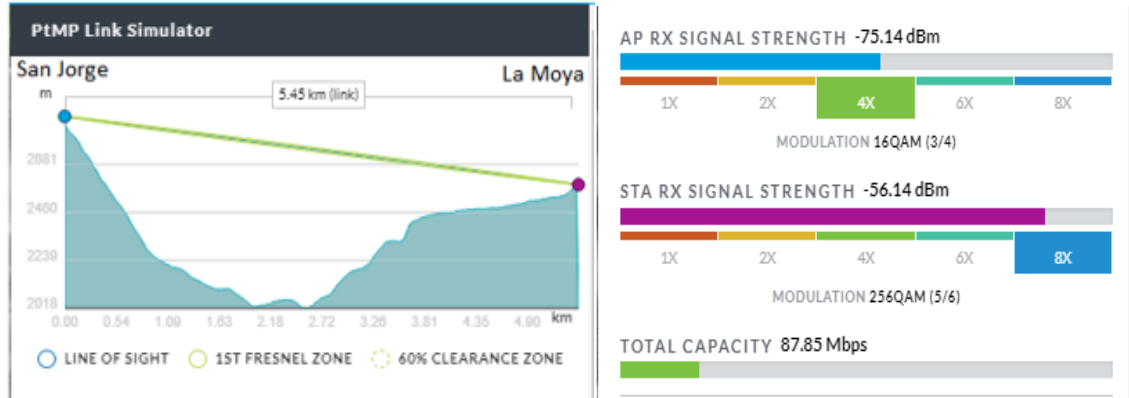 PtMP Link Simulator
San Jorge
La Moya
m
5.45 km (link)
2681
2460
2239
2018
0.00 0.54 1.09 1.63 2.18 2.72 3.26 3.81 4.35 4.90 km
LINE OF SIGHT 1ST FRESNEL ZONE 60% CLEARANCE ZONE
AP RX SIGNAL STRENGTH -75.14 dBm
1X 2X 4X 6X 8X
MODULATION 16QAM (3/4)
STA RX SIGNAL STRENGTH -56.14 dBm
1X 2X 4X 6X 8X
MODULATION 256QAM (5/6)
TOTAL CAPACITY 87.85 Mbps